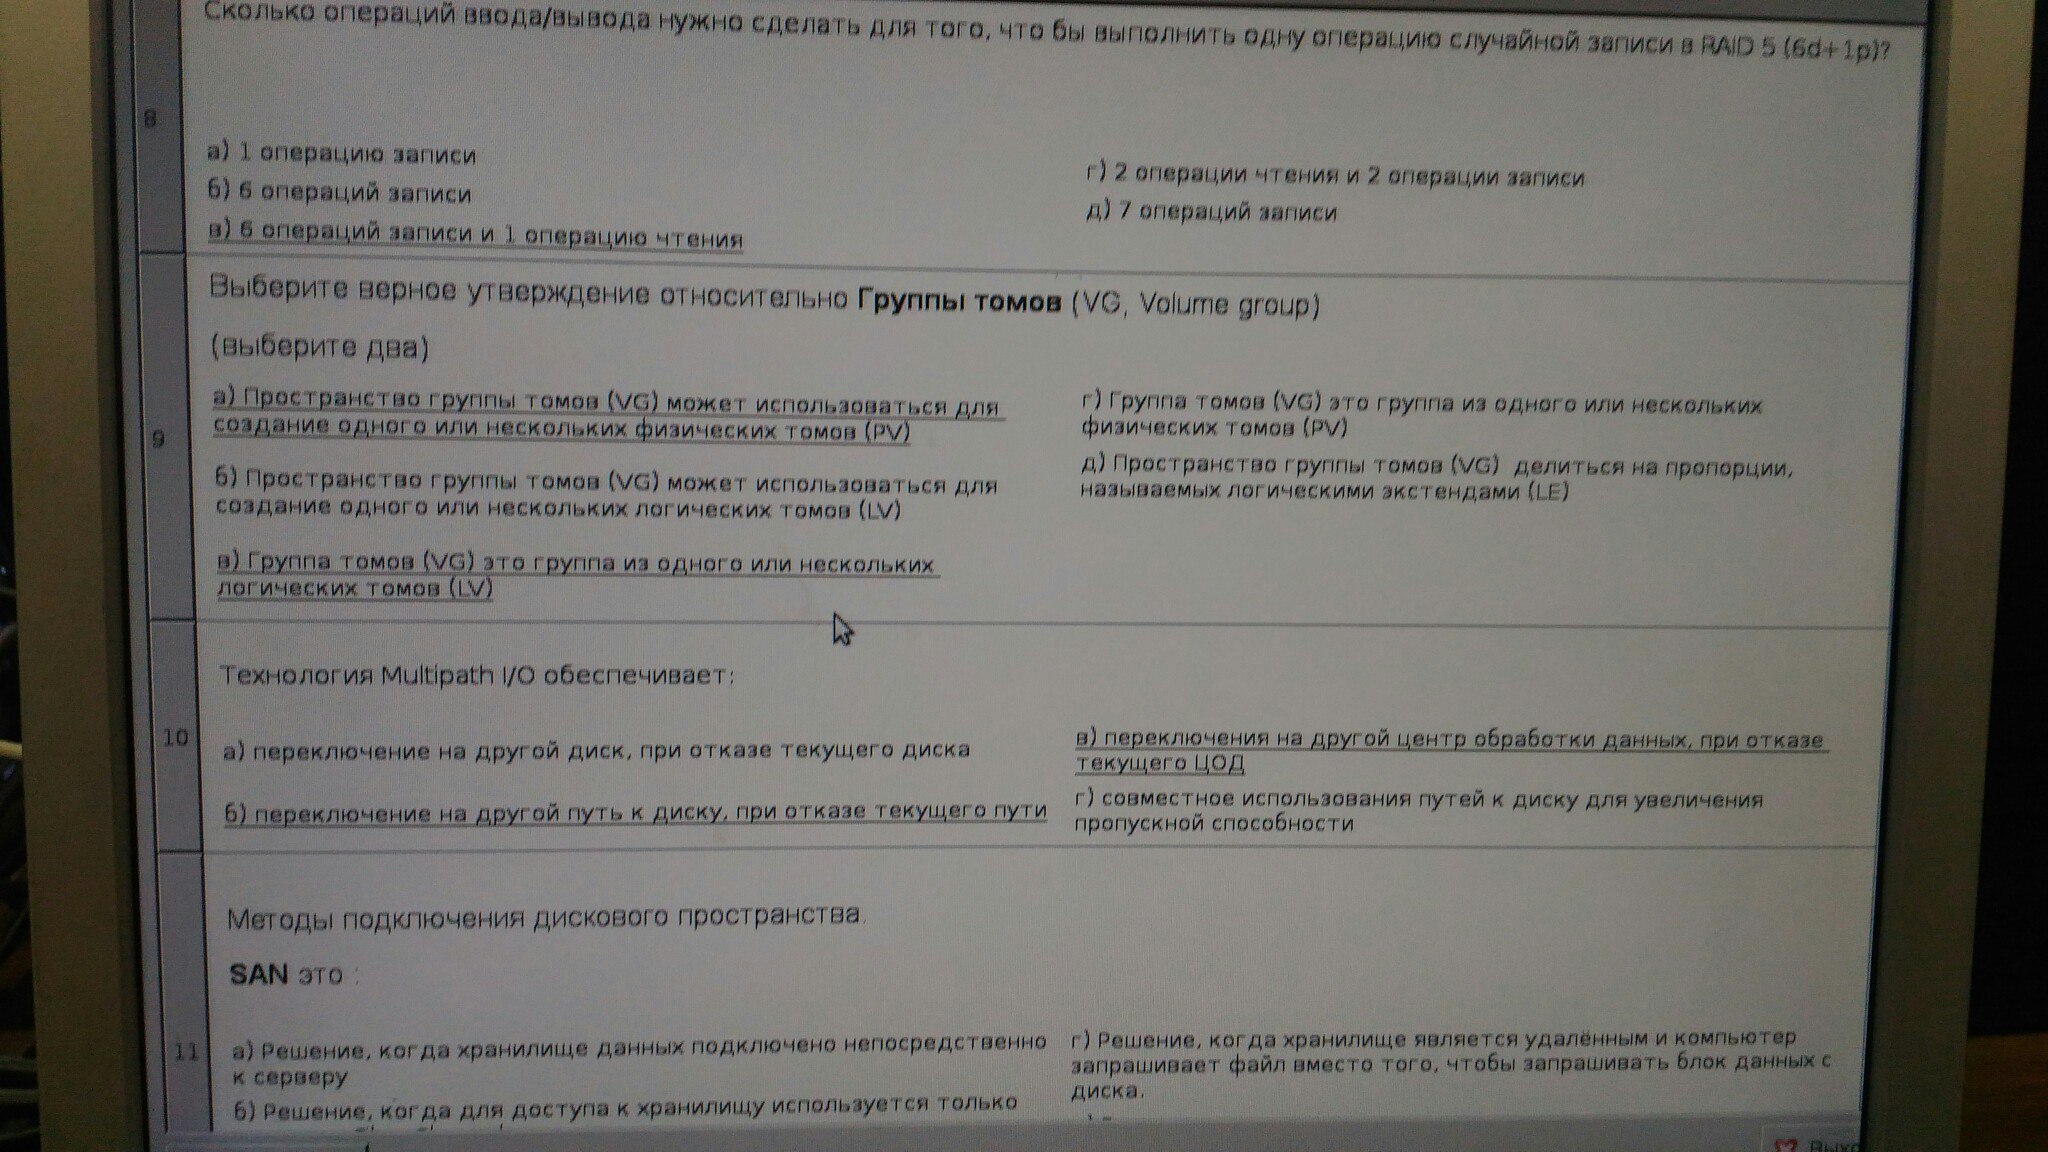 Сколько операций ввода/вывода нужно сделать для того, что бы выполнить одну операцию случайной записи в RAID 5 (6d+1p)?
8
а) 1 операцию записи
б) 6 операций записи
в) 6 операций записи и 1 операцию чтения
г) 2 операции чтения и 2 операции записи
д) 7 операций записи
Выберите верное утверждение относительно Группы томов (VG, Volume group)
(выберите два)
9
а) Пространство группы томов (VG) может использоваться для
создание одного или нескольких физических томов (PV)
б) Пространство группы томов (VG) может использоваться для
создание одного или нескольких логических томов (LV)
в) Группа томов (VG) это группа из одного или нескольких
логических томов (LV)
г) Группа томов (VG) это группа из одного или нескольких
физических томов (PV)
д) Пространство группы томов (VG) делиться на пропорции,
называемых логическими экстендами (LE)
Технология Multipath I/O обеспечивает:
10
а) переключение на другой диск, при отказе текущего диска
б) переключение на другой путь к диску, при отказе текущего пути
в) переключения на другой центр обработки данных, при отказе
текущего ЦОД
г) совместное использования путей к диску для увеличения
пропускной способности
Методы подключения дискового пространства.
SAN это :
11
а) Решение, когда хранилище данных подключено непосредственно
к серверу
б) Решение, когда для доступа к хранилищу используется только
г) Решение, когда хранилище является удалённым и компьютер
запрашивает файл вместо того, чтобы запрашивать блок данных с
диска.